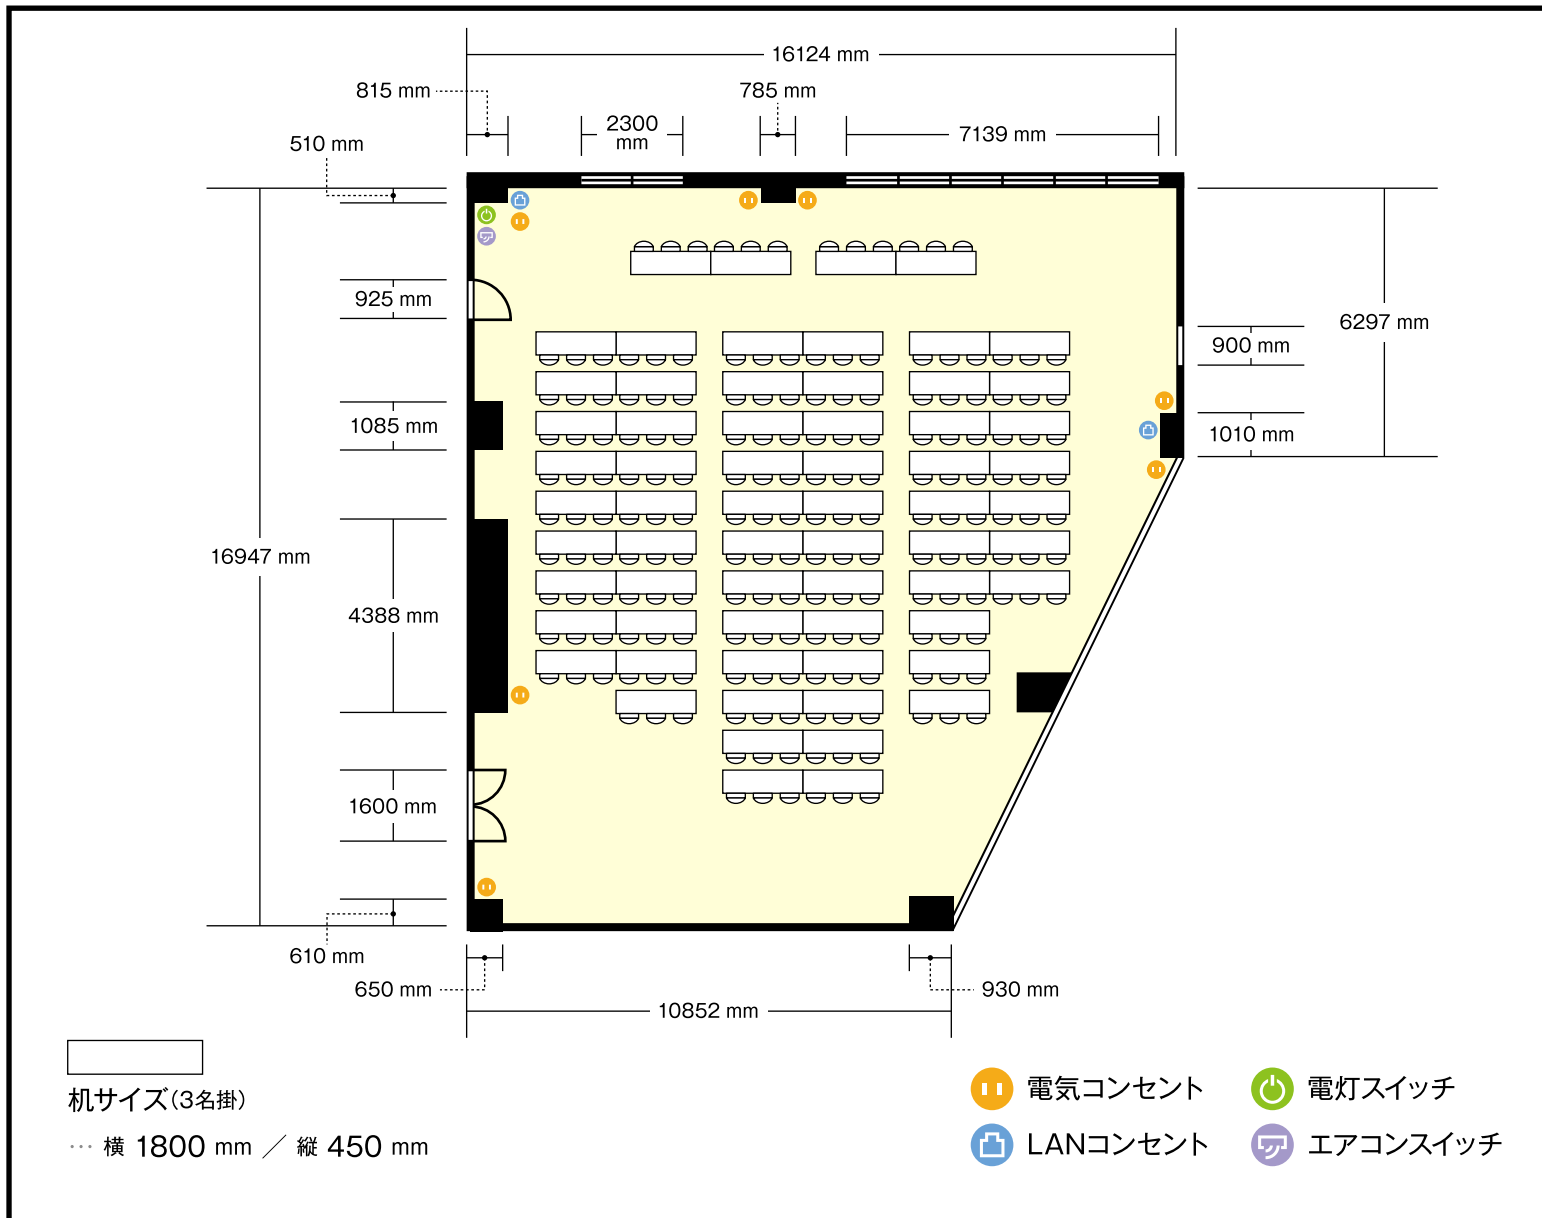 16124 mm
815 mm
785 mm
2300
mm
7139 mm
510 mm
925 mm
6297 mm
900 mm
1085 mm
1010 mm
16947 mm
4388 mm
1600 mm
610 mm
650 mm
930 mm
10852 mm
机サイズ(3名掛)
… 横 1800 mm ／ 縦 450 mm
電気コンセント
電灯スイッチ
LANコンセント
エアコンスイッチ